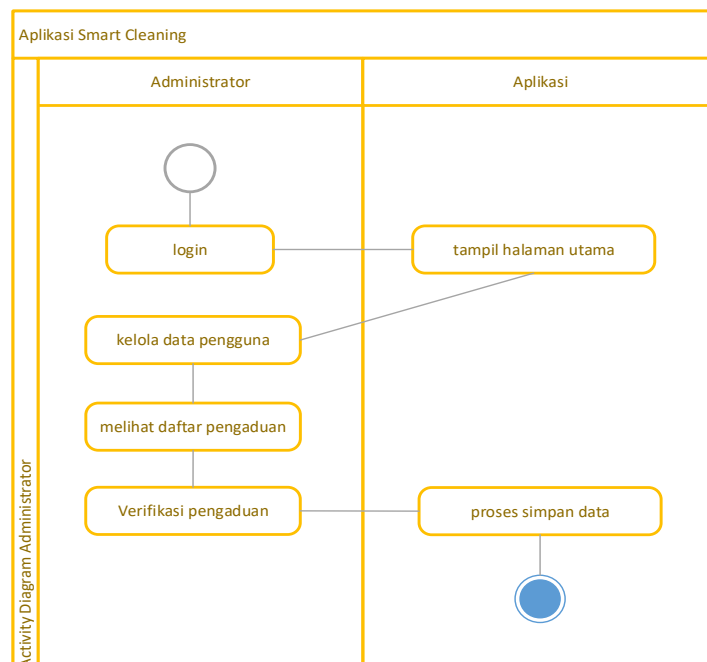 Aplikasi Smart Cleaning
Administrator
Aplikasi
login
tampil halaman utama
kelola data pengguna
melihat daftar pengaduan
Verifikasi pengaduan
proses simpan data
Activity Diagram Administrator